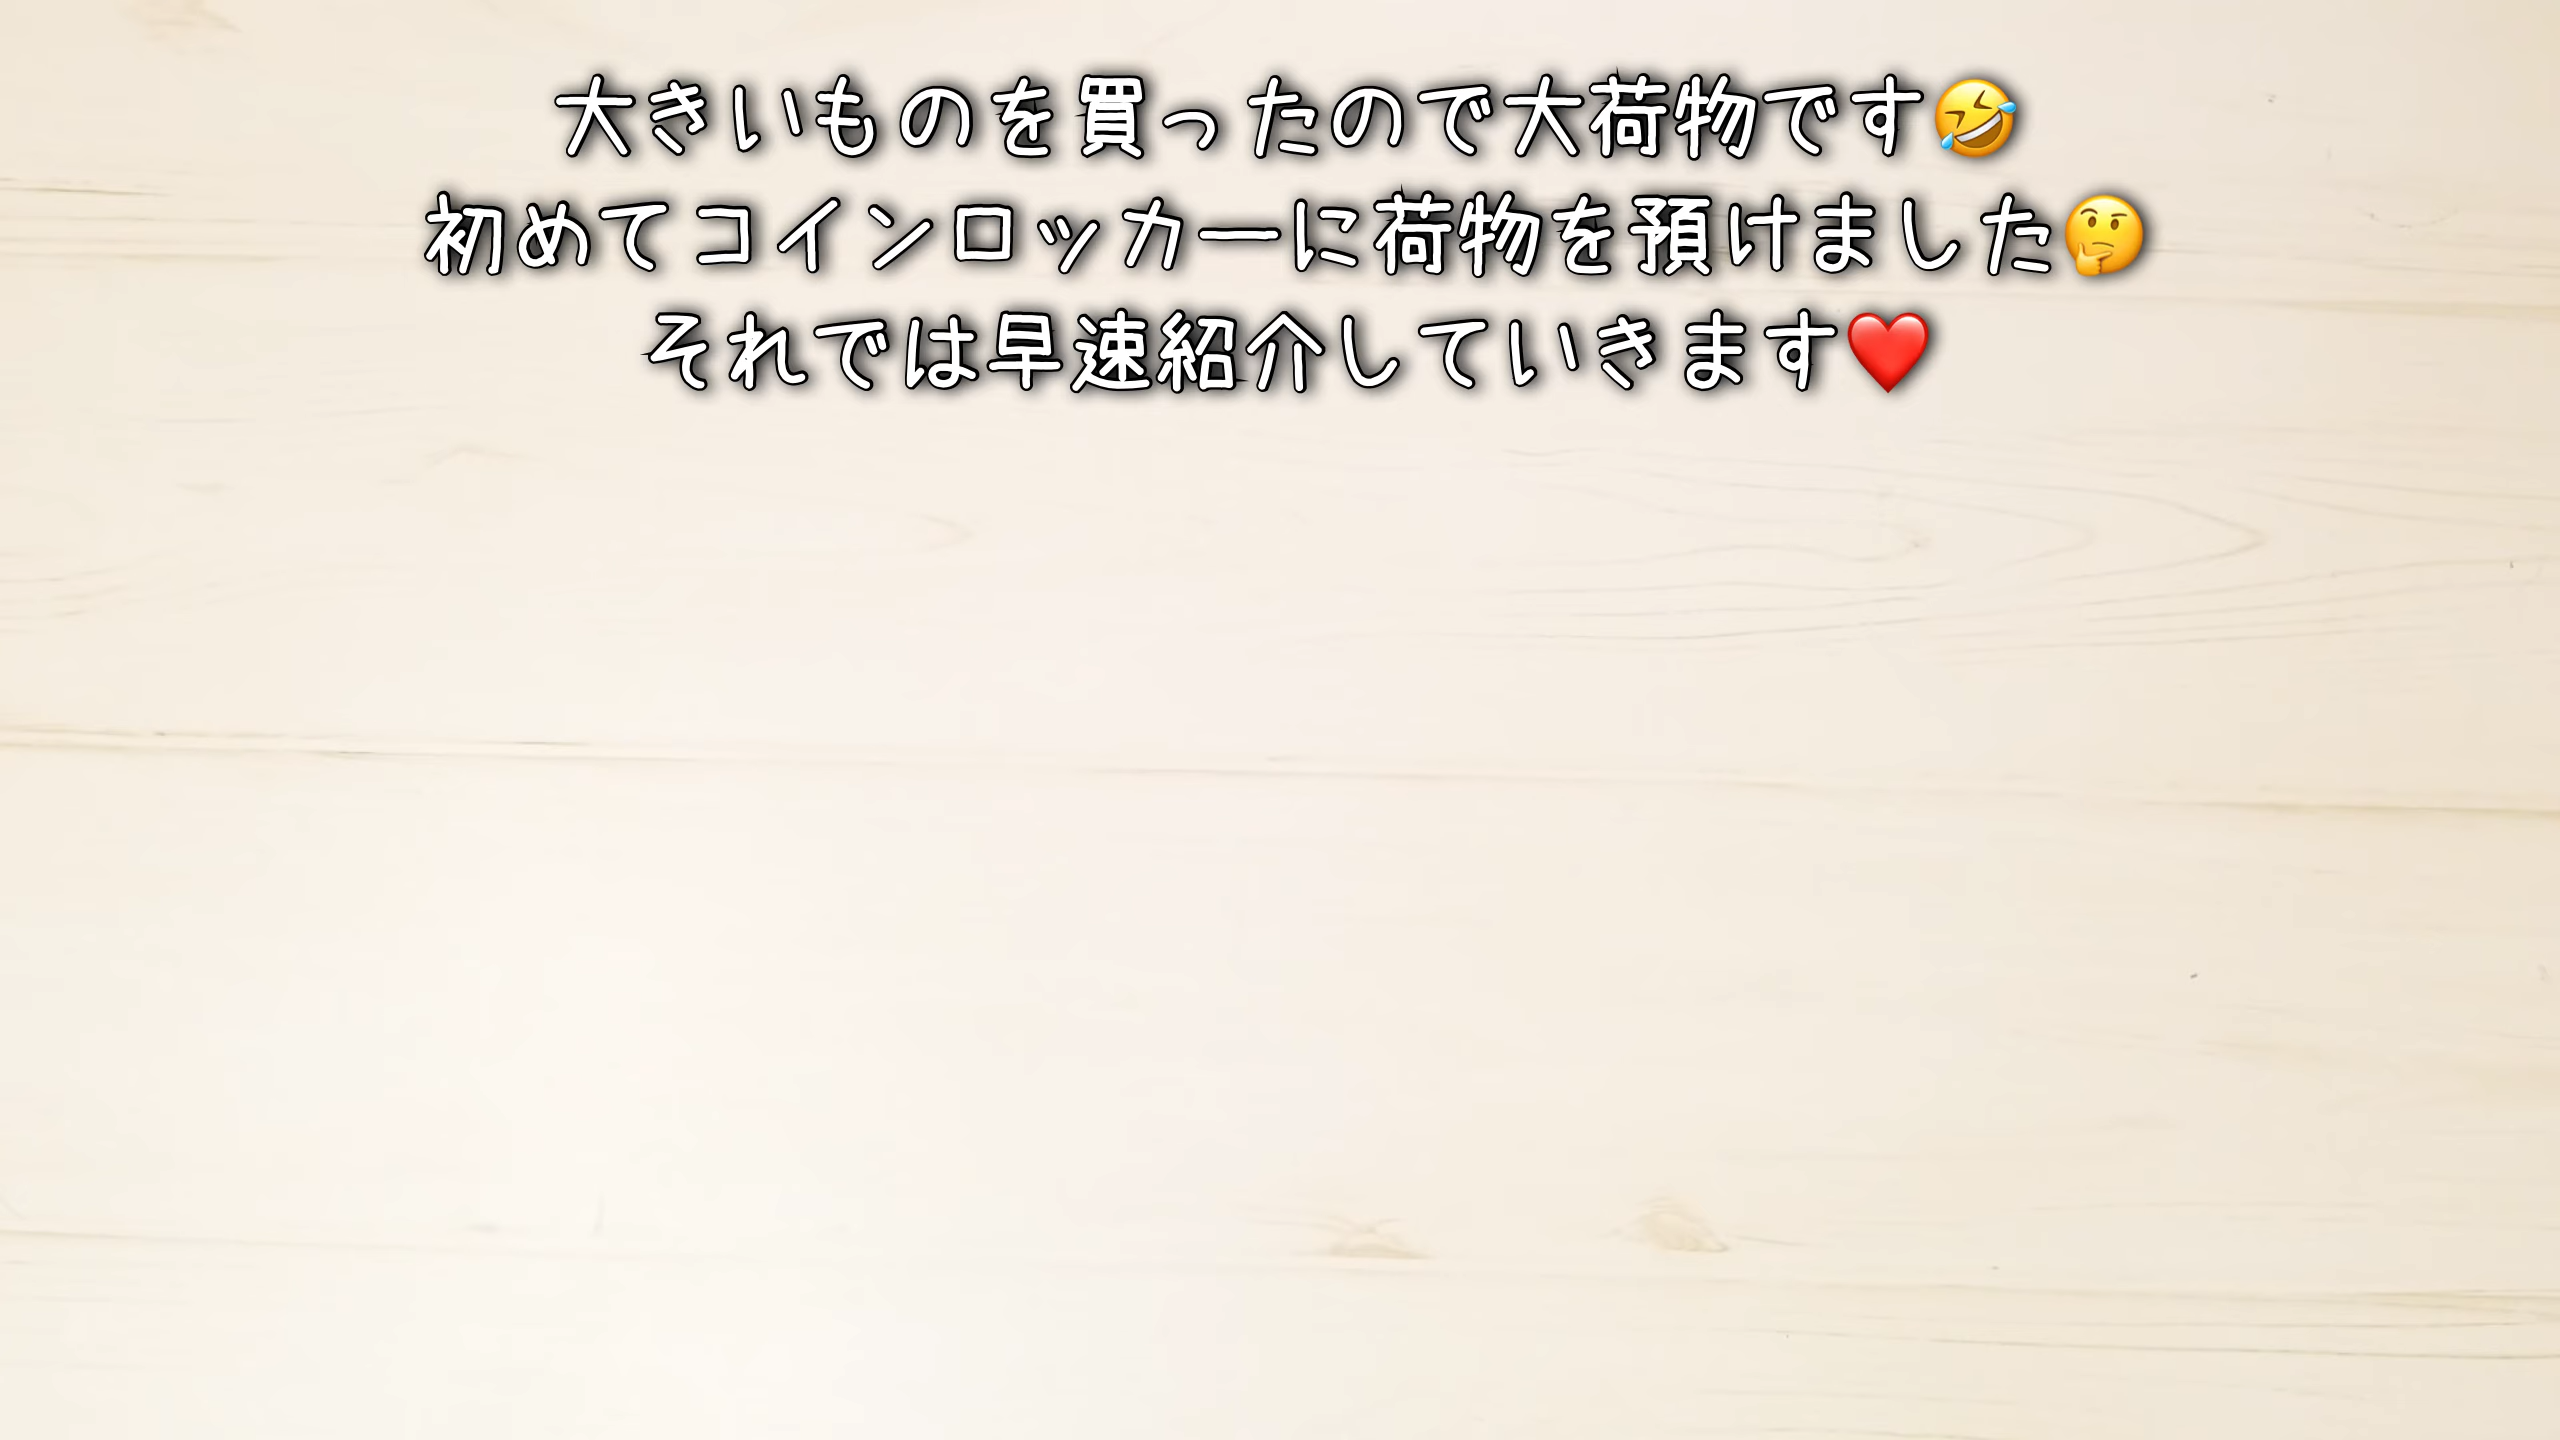 大きいものを買ったので大荷物です🤣
初めてコインロッカーに荷物を預けました🤔
それでは早速紹介していきます❤️